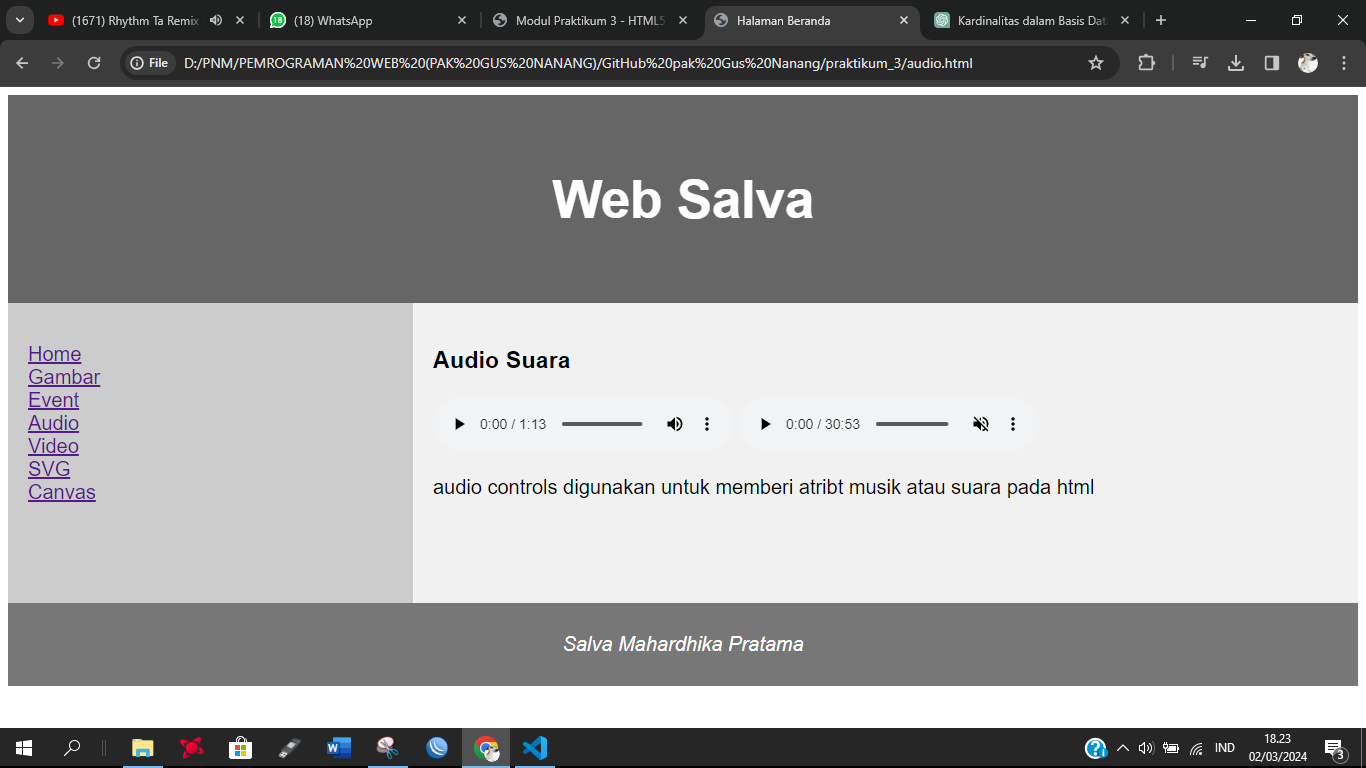 (1671) Rhythm Ta Remix
(18) WhatsApp
Modul Praktikum 3 - HTML5
Halaman Beranda
Kardinalitas dalam Basis Dat
File
D:/PNM/PEMROGRAMAN%20WEB%20(PAK%20GUS%20NANANG)/GitHub%20pak%20Gus%20Nanang/praktikum_3/audio.html
Web Salva
Home
Gambar
Event
Audio
Video
SVG
Canvas
Audio Suara
0:00 / 1:13
0:00 / 30:53
audio controls digunakan untuk memberi atribt musik atau suara pada html
Salva Mahardhika Pratama
IND
18.23
02/03/2024
3